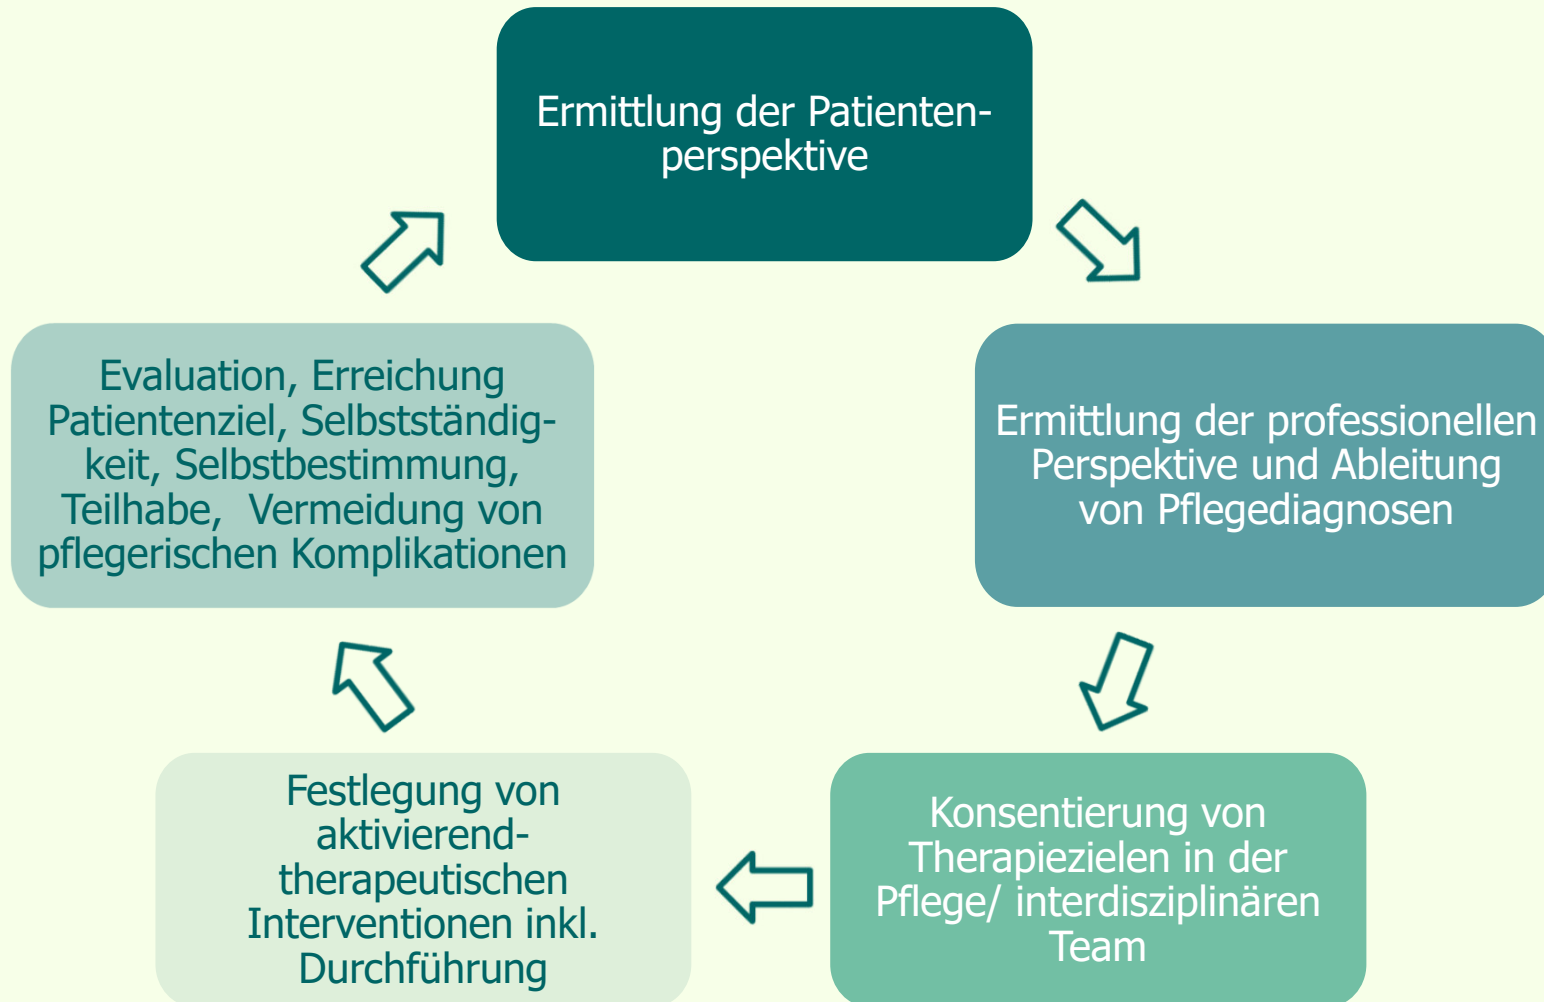 Ermittlung der Patienten-
perspektive
Ermittlung der professionellen
Perspektive und Ableitung
von Pflegediagnosen
Konsentierung von
Therapiezielen in der
Pflege/ interdisziplinären
Team
Festlegung von
aktivierend-
therapeutischen
Interventionen inkl.
Durchführung
Evaluation, Erreichung
Patientenziel, Selbstständig-
keit, Selbstbestimmung,
Teilhabe,  Vermeidung von
pflegerischen Komplikationen